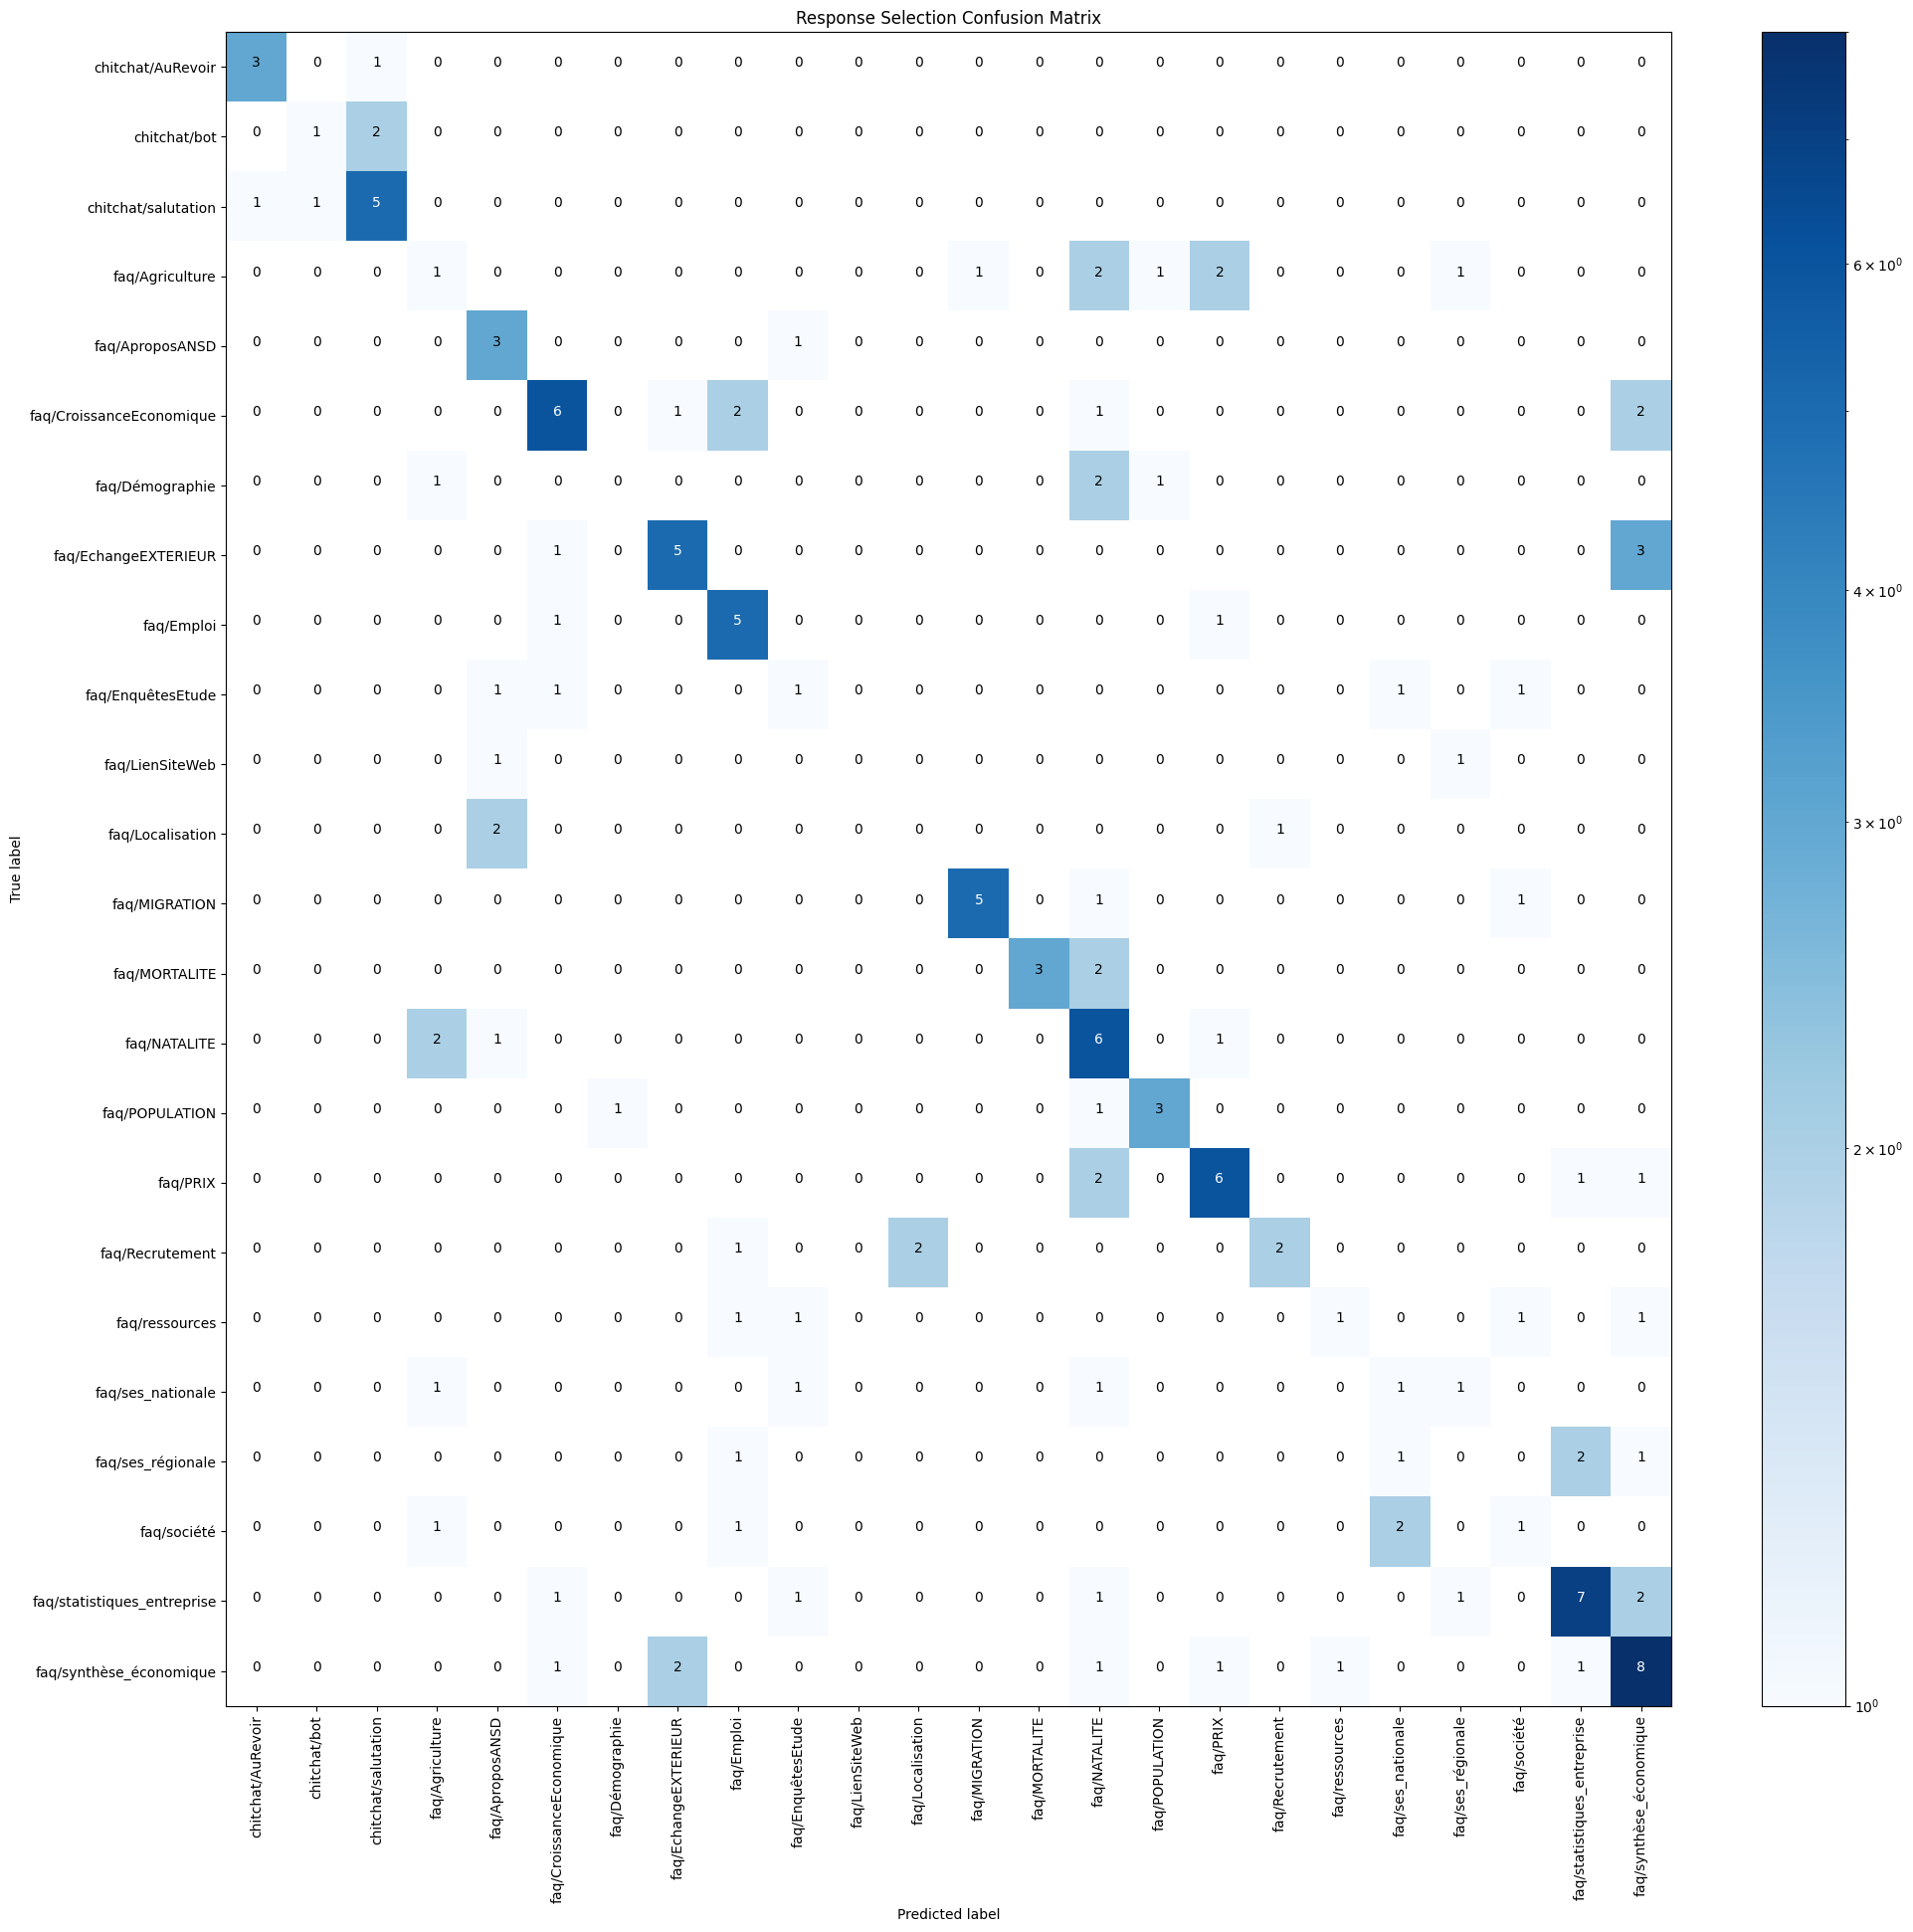 Response Selection Confusion Matrix
chitchat/AuRevoir 3 0 1 0 0 0 0 0 0 0 0 0 0 0 0 0 0 0 0 0 0 0 0 0
chitchat/bot 0 1 2 0 0 0 0 0 0 0 0 0 0 0 0 0 0 0 0 0 0 0 0 0
chitchat/salutation 1 1 5 0 0 0 0 0 0 0 0 0 0 0 0 0 0 0 0 0 0 0 0 0
faq/Agriculture 0 0 0 1 0 0 0 0 0 0 0 0 1 0 2 1 2 0 0 0 1 0 0 0
faq/AproposANSD 0 0 0 0 3 0 0 0 0 1 0 0 0 0 0 0 0 0 0 0 0 0 0 0
faq/CroissanceEconomique 0 0 0 0 0 6 0 1 2 0 0 0 0 0 1 0 0 0 0 0 0 0 0 2
faq/Démographie 0 0 0 1 0 0 0 0 0 0 0 0 0 0 2 1 0 0 0 0 0 0 0 0
faq/EchangeEXTERIEUR 0 0 0 0 0 1 0 5 0 0 0 0 0 0 0 0 0 0 0 0 0 0 0 3
faq/Emploi 0 0 0 0 0 1 0 0 5 0 0 0 0 0 0 0 1 0 0 0 0 0 0 0
faq/EnquêtesEtude 0 0 0 0 1 1 0 0 0 1 0 0 0 0 0 0 0 0 0 1 0 1 0 0
faq/LienSiteWeb 0 0 0 0 1 0 0 0 0 0 0 0 0 0 0 0 0 0 0 0 1 0 0 0
faq/Localisation 0 0 0 0 2 0 0 0 0 0 0 0 0 0 0 0 0 1 0 0 0 0 0 0
faq/MIGRATION 0 0 0 0 0 0 0 0 0 0 0 0 5 0 1 0 0 0 0 0 0 1 0 0
faq/MORTALITE 0 0 0 0 0 0 0 0 0 0 0 0 0 3 2 0 0 0 0 0 0 0 0 0
faq/NATALITE 0 0 0 2 1 0 0 0 0 0 0 0 0 0 6 0 1 0 0 0 0 0 0 0
faq/POPULATION 0 0 0 0 0 0 1 0 0 0 0 0 0 0 1 3 0 0 0 0 0 0 0 0
faq/PRIX 0 0 0 0 0 0 0 0 0 0 0 0 0 0 2 0 6 0 0 0 0 0 1 1
faq/Recrutement 0 0 0 0 0 0 0 0 1 0 0 2 0 0 0 0 0 2 0 0 0 0 0 0
faq/ressources 0 0 0 0 0 0 0 0 1 1 0 0 0 0 0 0 0 0 1 0 0 1 0 1
faq/ses_nationale 0 0 0 1 0 0 0 0 0 1 0 0 0 0 1 0 0 0 0 1 1 0 0 0
faq/ses_régionale 0 0 0 0 0 0 0 0 1 0 0 0 0 0 0 0 0 0 0 1 0 0 2 1
faq/société 0 0 0 1 0 0 0 0 1 0 0 0 0 0 0 0 0 0 0 2 0 1 0 0
faq/statistiques_entreprise 0 0 0 0 0 1 0 0 0 1 0 0 0 0 1 0 0 0 0 0 1 0 7 2
faq/synthèse_économique 0 0 0 0 0 1 0 2 0 0 0 0 0 0 1 0 1 0 1 0 0 0 1 8
True label
chitchat/AuRevoir
chitchat/bot
chitchat/salutation
faq/Agriculture
faq/AproposANSD
faq/CroissanceEconomique
faq/Démographie
faq/EchangeEXTERIEUR
faq/Emploi
faq/EnquêtesEtude
faq/LienSiteWeb
faq/Localisation
faq/MIGRATION
faq/MORTALITE
faq/NATALITE
faq/POPULATION
faq/PRIX
faq/Recrutement
faq/ressources
faq/ses_nationale
faq/ses_régionale
faq/société
faq/statistiques_entreprise
faq/synthèse_économique
Predicted label
6 × 10⁰
4 × 10⁰
3 × 10⁰
2 × 10⁰
10⁰